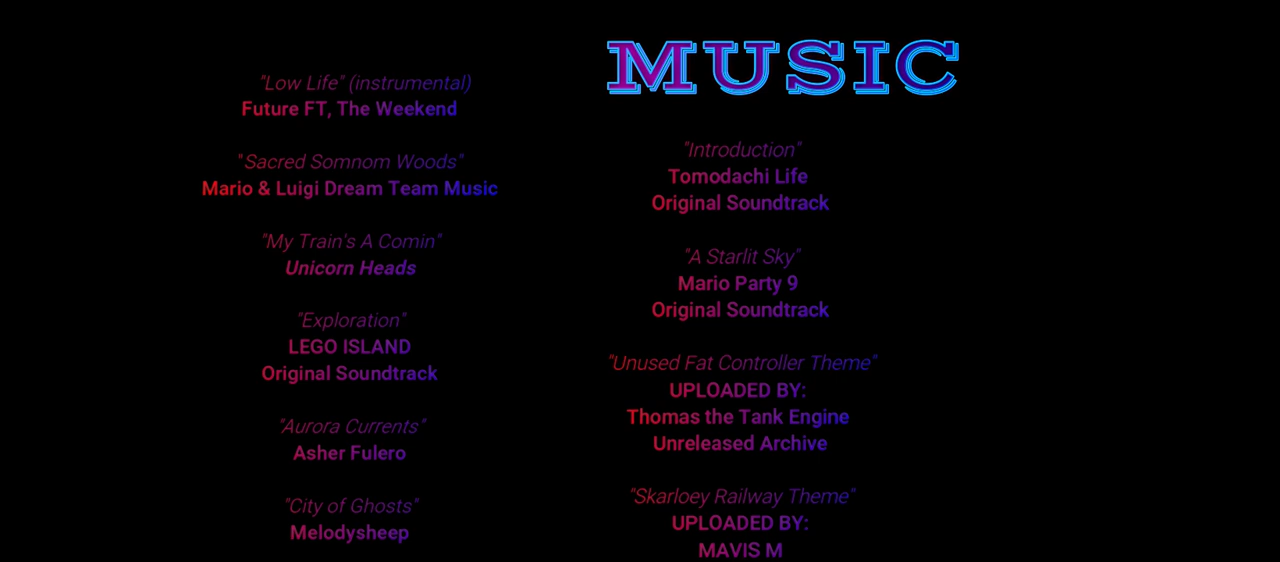 "Low Life" (instrumental)
Future FT, The Weekend
"Sacred Somnom Woods"
Mario & Luigi Dream Team Music
"My Train's A Comin"
Unicorn Heads
"Exploration"
LEGO ISLAND
Original Soundtrack
"Aurora Currents"
Asher Fulero
"City of Ghosts"
Melodysheep
MUSIC
"Introduction"
Tomodachi Life
Original Soundtrack
"A Starlit Sky"
Mario Party 9
Original Soundtrack
"Unused Fat Controller Theme"
UPLOADED BY:
Thomas the Tank Engine
Unreleased Archive
"Skarloey Railway Theme"
UPLOADED BY:
MAVIS M